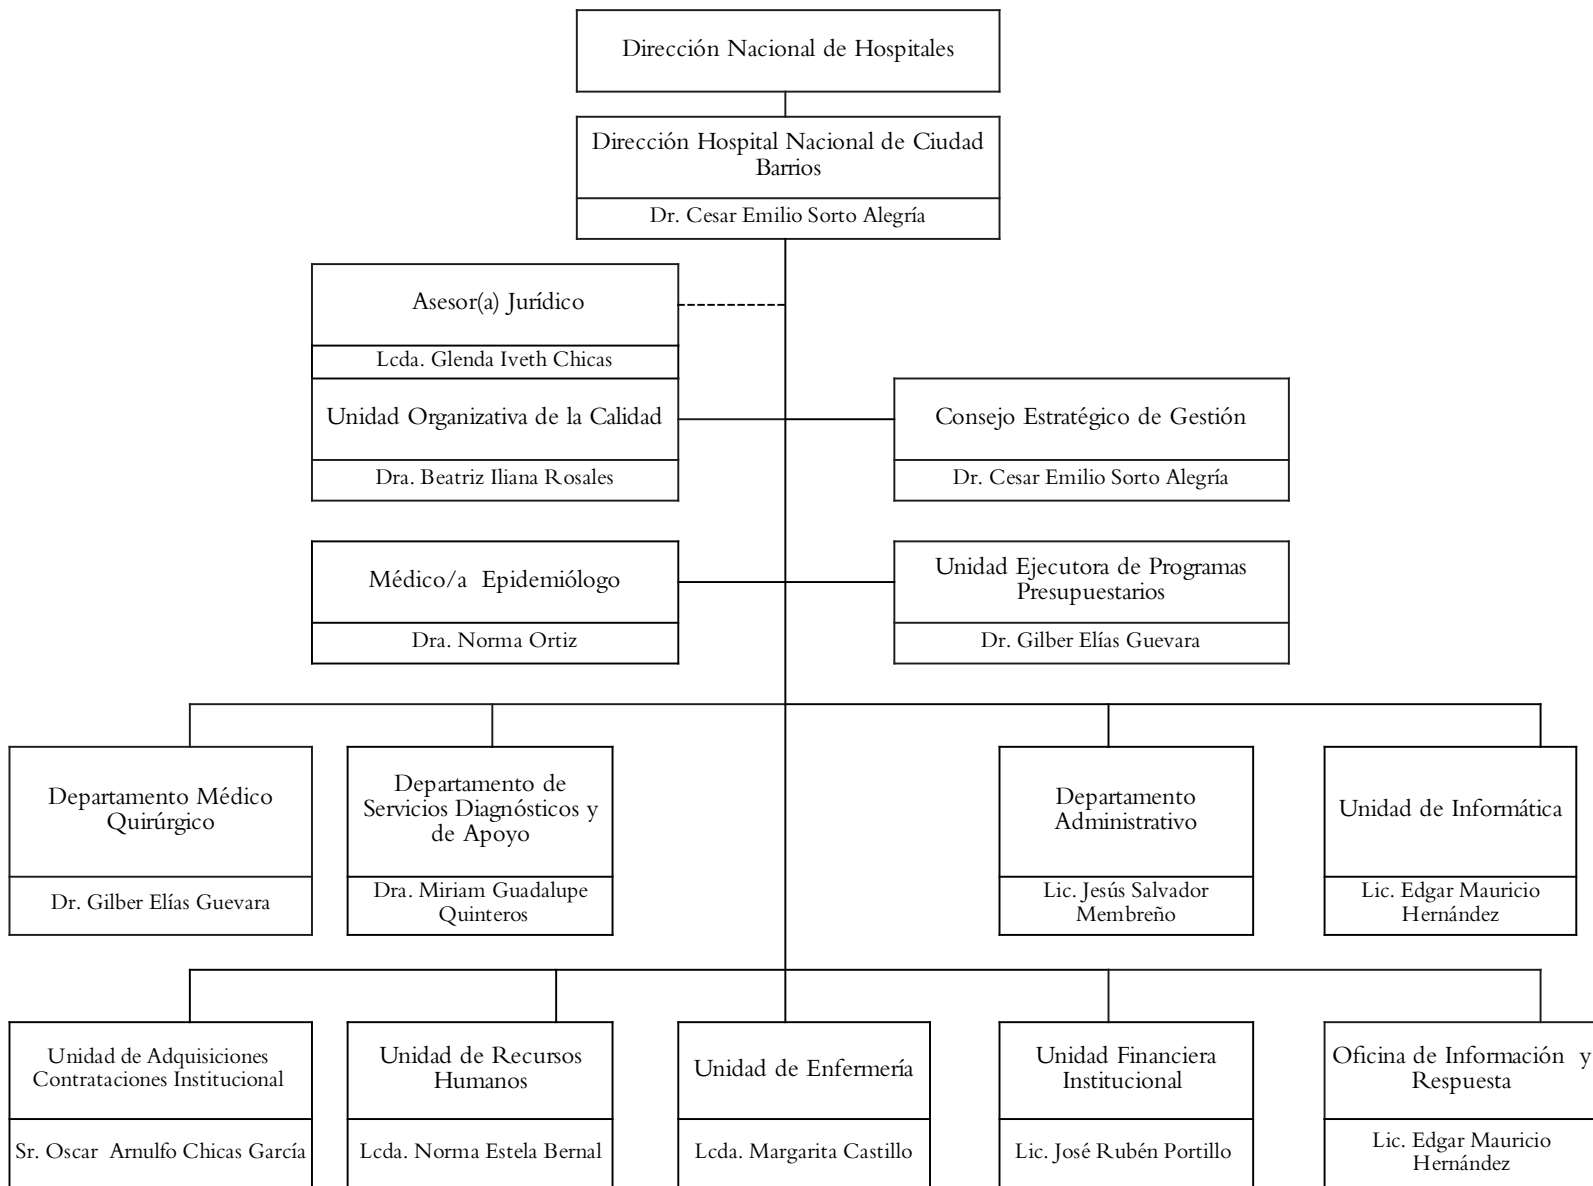 Dirección Nacional de Hospitales
Dirección Hospital Nacional de Ciudad
Barrios
Dr. Cesar Emilio Sorto Alegría
Asesor(a) Jurídico
Lcda. Glenda Iveth Chicas
Unidad Organizativa de la Calidad
Dra. Beatriz Iliana Rosales
Consejo Estratégico de Gestión
Dr. Cesar Emilio Sorto Alegría
Médico/a Epidemiólogo
Dra. Norma Ortiz
Unidad Ejecutora de Programas
Presupuestarios
Dr. Gilber Elías Guevara
Departamento Médico
Quirúrgico
Dr. Gilber Elías Guevara
Departamento de
Servicios Diagnósticos y
de Apoyo
Dra. Miriam Guadalupe
Quinteros
Departamento
Administrativo
Lic. Jesús Salvador
Membreño
Unidad de Informática
Lic. Edgar Mauricio
Hernández
Unidad de Adquisiciones
Contrataciones Institucional
Sr. Oscar Arnulfo Chicas García
Unidad de Recursos
Humanos
Lcda. Norma Estela Bernal
Unidad de Enfermería
Lcda. Margarita Castillo
Unidad Financiera
Institucional
Lic. José Rubén Portillo
Oficina de Información y
Respuesta
Lic. Edgar Mauricio
Hernández